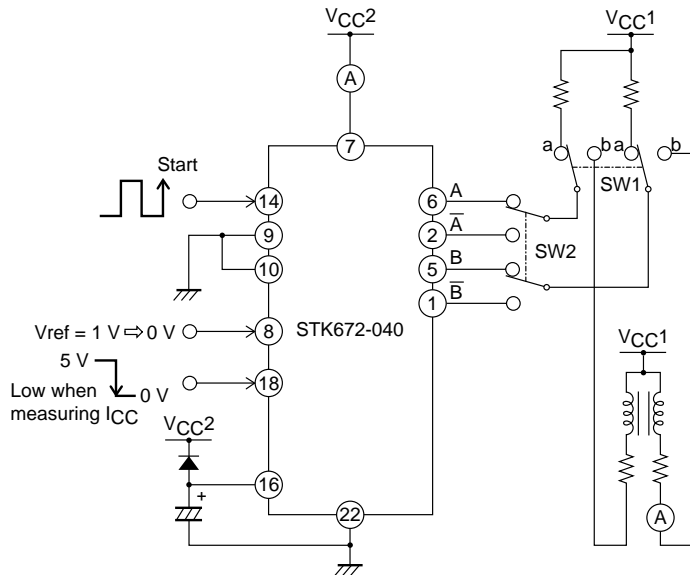 VCC2
VCC1
A
7
a
b
a
b
Start
SW1
14
6
A
9
2
A̅
SW2
10
5
B
1
B̅
Vref = 1 V ⇨ 0 V
8
STK672-040
VCC1
5 V
18
Low when
0 V
measuring ICC
VCC2
16
+
22
A